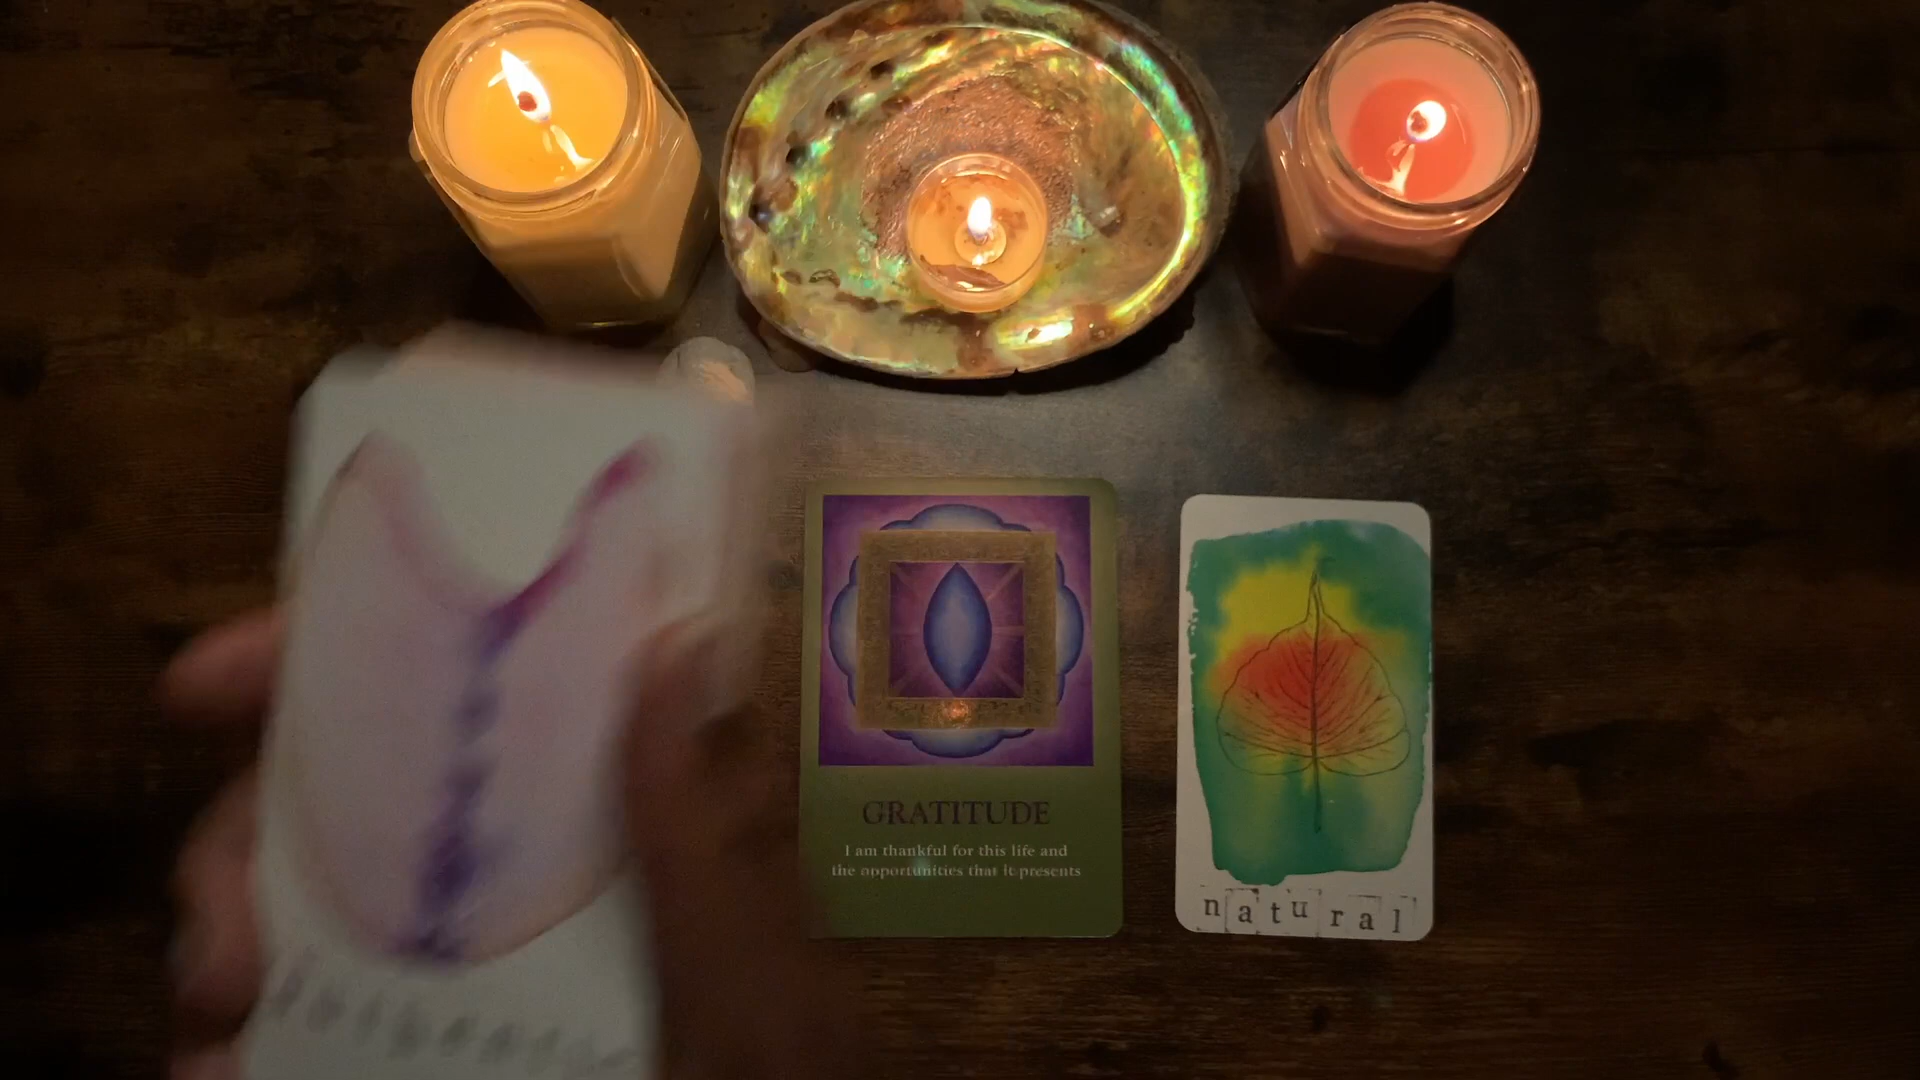 GRATITUDE
I am thankful for this life and
the opportunities that it presents
natural